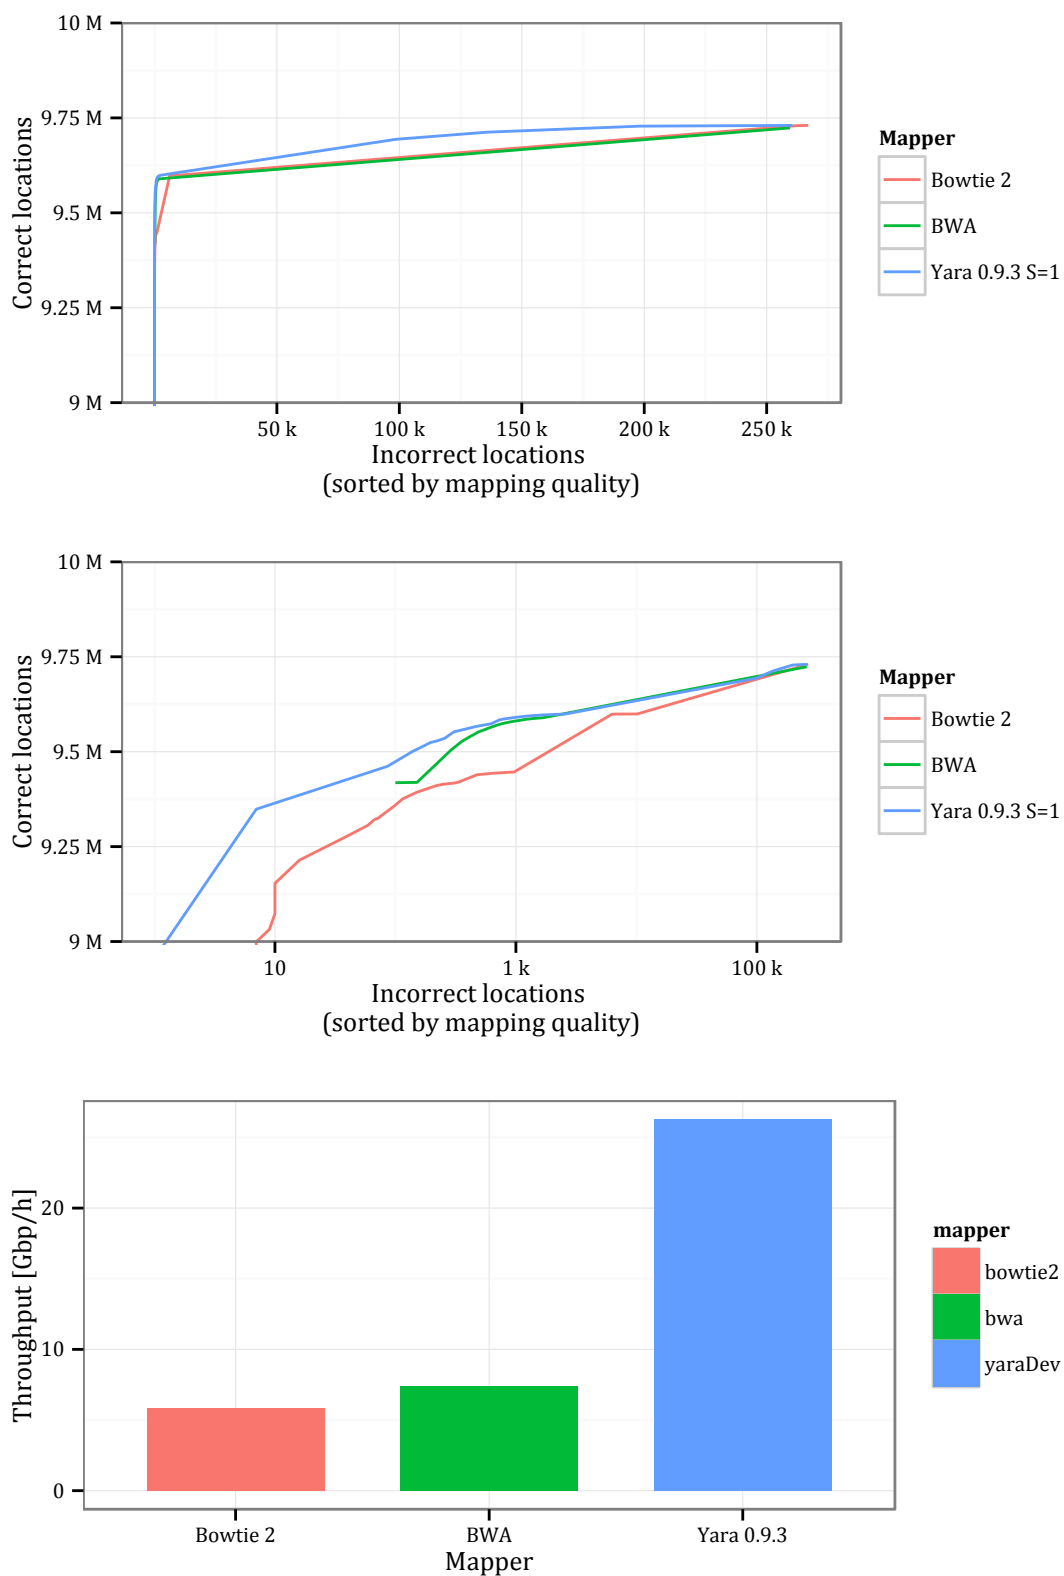 10 M
9.75 M
9.5 M
9.25 M
9 M
Correct locations
50 k 100 k 150 k 200 k 250 k
Incorrect locations
(sorted by mapping quality)
Mapper
Bowtie 2
BWA
Yara 0.9.3 S=1
10 M
9.75 M
9.5 M
9.25 M
9 M
Correct locations
10 1 k 100 k
Incorrect locations
(sorted by mapping quality)
Mapper
Bowtie 2
BWA
Yara 0.9.3 S=1
20
10
0
Throughput [Gbp/h]
Bowtie 2 BWA Yara 0.9.3
Mapper
mapper
bowtie2
bwa
yaraDev